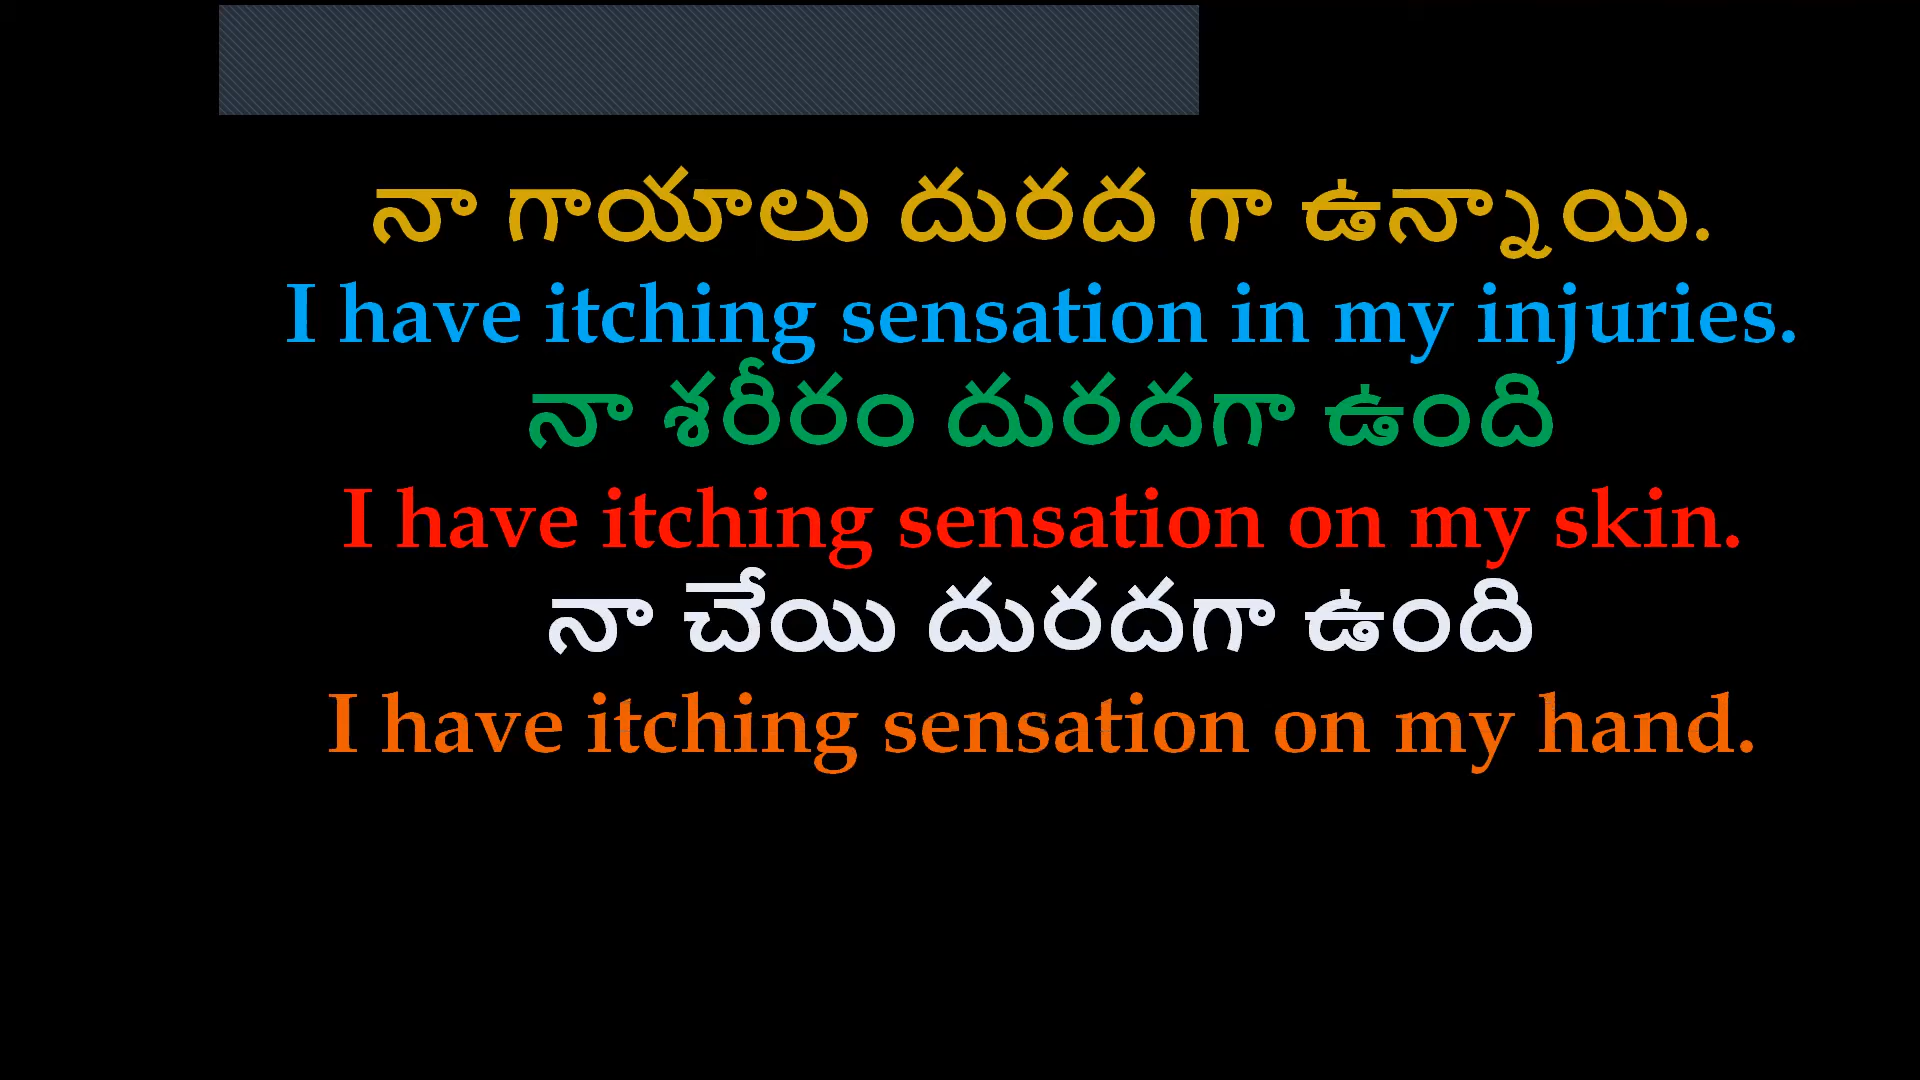 నా గాయాలు దురద గా ఉన్నాయి.
I have itching sensation in my injuries.
నా శరీరం దురదగా ఉంది
I have itching sensation on my skin.
నా చేయి దురదగా ఉంది
I have itching sensation on my hand.